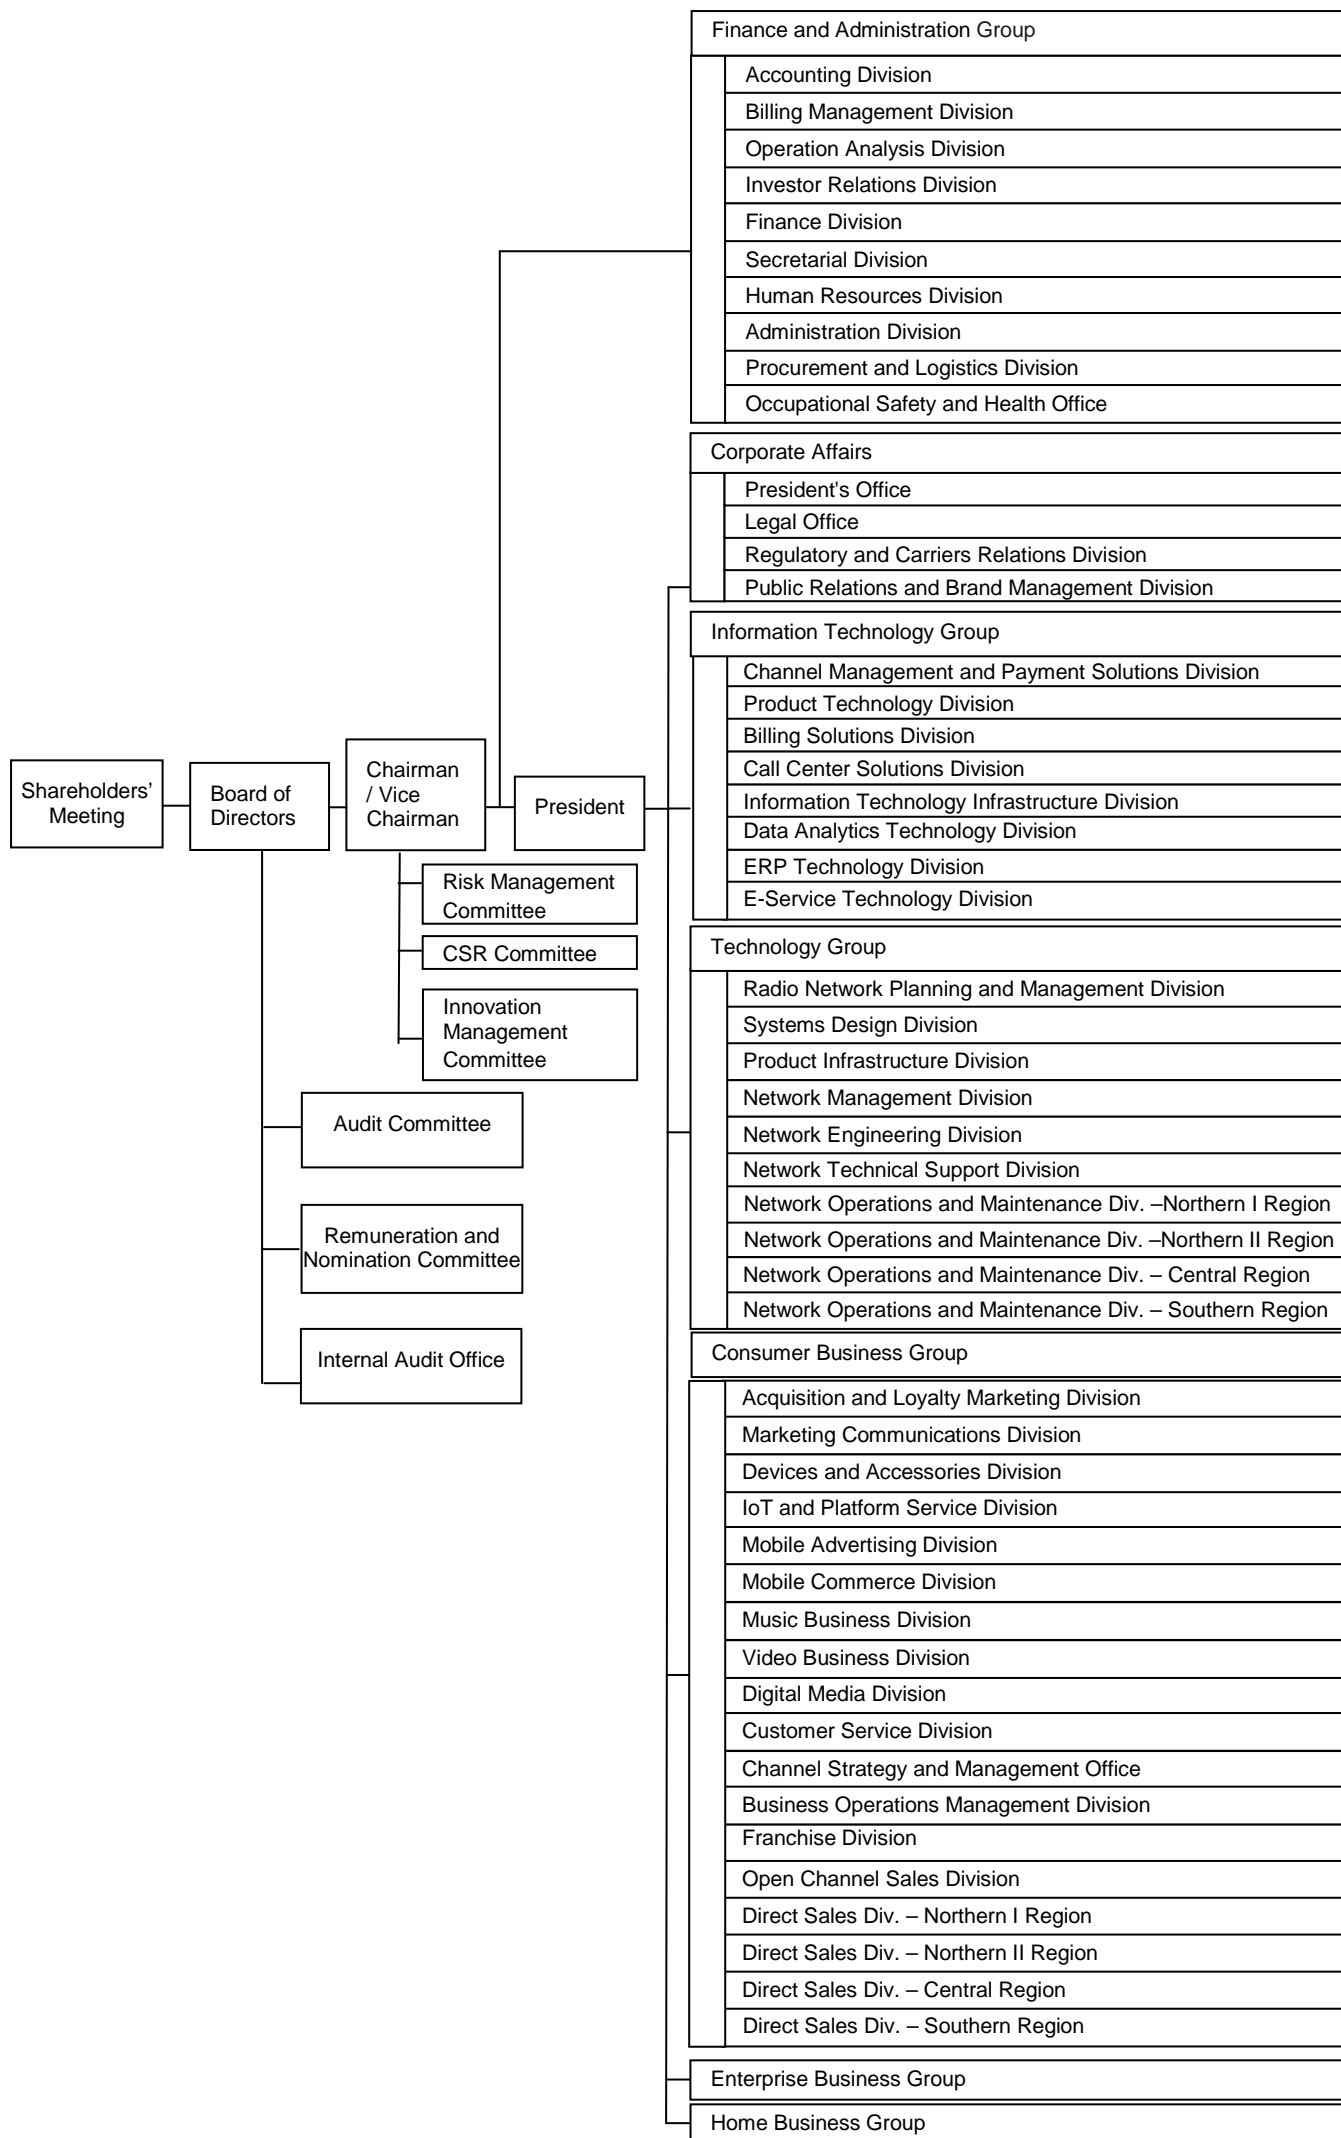 Finance and Administration Group
Accounting Division
Billing Management Division
Operation Analysis Division
Investor Relations Division
Finance Division
Secretarial Division
Human Resources Division
Administration Division
Procurement and Logistics Division
Occupational Safety and Health Office
Corporate Affairs
President's Office
Legal Office
Regulatory and Carriers Relations Division
Public Relations and Brand Management Division
Information Technology Group
Channel Management and Payment Solutions Division
Product Technology Division
Billing Solutions Division
Call Center Solutions Division
Information Technology Infrastructure Division
Data Analytics Technology Division
ERP Technology Division
E-Service Technology Division
Shareholders’
Meeting
Board of
Directors
Chairman
/ Vice
Chairman
President
Risk Management
Committee
CSR Committee
Innovation
Management
Committee
Audit Committee
Remuneration and
Nomination Committee
Internal Audit Office
Technology Group
Radio Network Planning and Management Division
Systems Design Division
Product Infrastructure Division
Network Management Division
Network Engineering Division
Network Technical Support Division
Network Operations and Maintenance Div. –Northern I Region
Network Operations and Maintenance Div. –Northern II Region
Network Operations and Maintenance Div. – Central Region
Network Operations and Maintenance Div. – Southern Region
Consumer Business Group
Acquisition and Loyalty Marketing Division
Marketing Communications Division
Devices and Accessories Division
IoT and Platform Service Division
Mobile Advertising Division
Mobile Commerce Division
Music Business Division
Video Business Division
Digital Media Division
Customer Service Division
Channel Strategy and Management Office
Business Operations Management Division
Franchise Division
Open Channel Sales Division
Direct Sales Div. – Northern I Region
Direct Sales Div. – Northern II Region
Direct Sales Div. – Central Region
Direct Sales Div. – Southern Region
Enterprise Business Group
Home Business Group